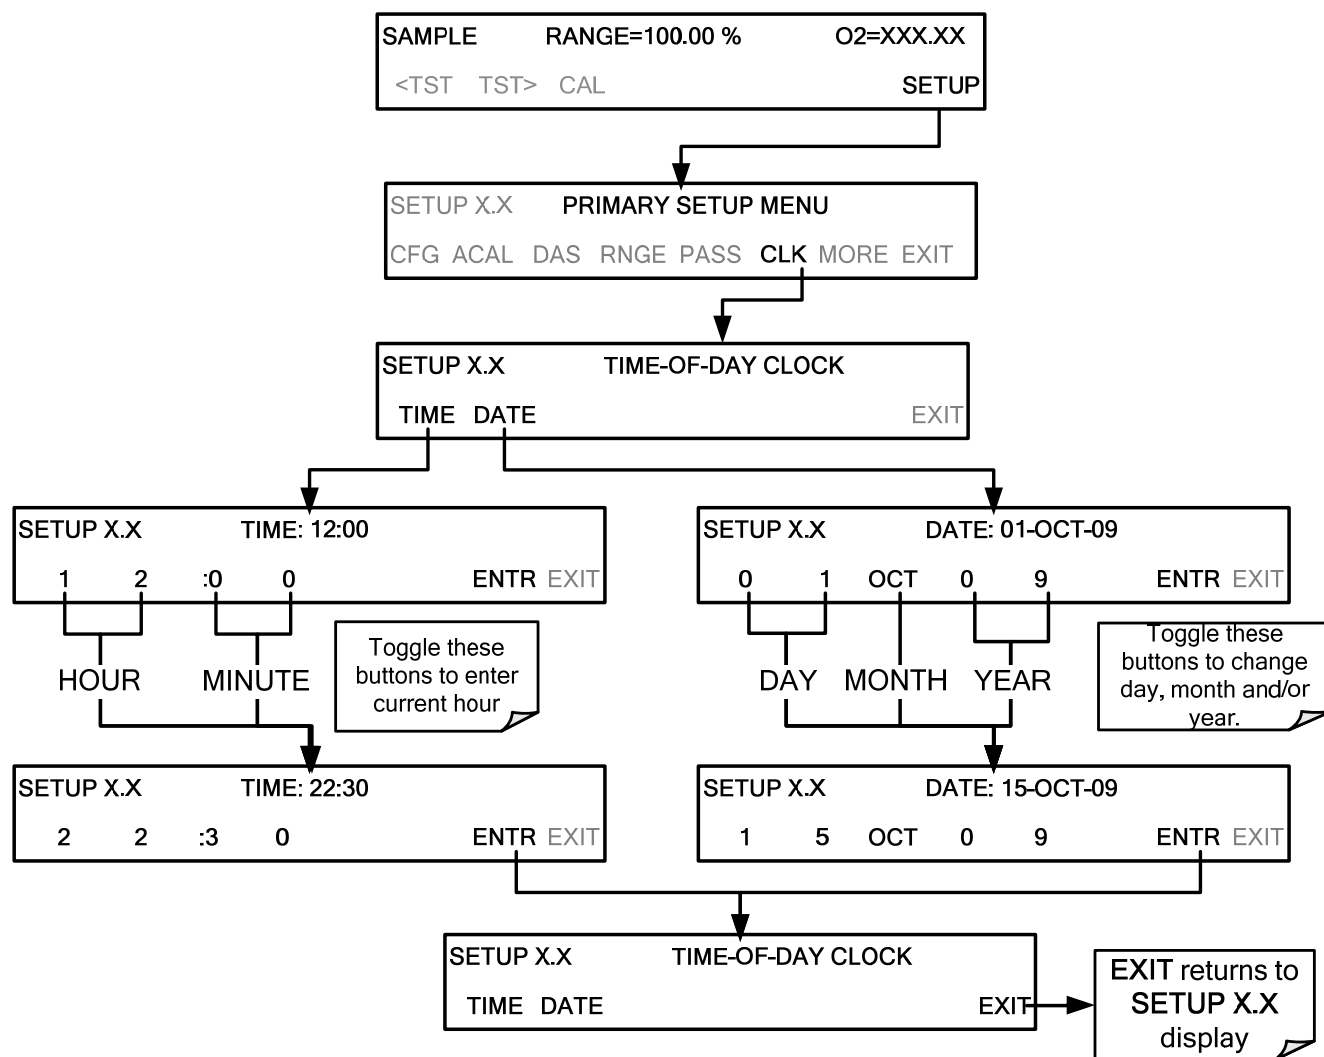 SAMPLE RANGE=100.00 % O2=XXX.XX
<TST TST> CAL SETUP
SETUP X.X PRIMARY SETUP MENU
CFG ACAL DAS RNGE PASS CLK MORE EXIT
SETUP X.X TIME-OF-DAY CLOCK
TIME DATE EXIT
SETUP X.X TIME: 12:00
1 2 :0 0 ENTR EXIT
HOUR MINUTE
Toggle these
buttons to enter
current hour
SETUP X.X DATE: 01-OCT-09
0 1 OCT 0 9 ENTR EXIT
DAY MONTH YEAR
Toggle these
buttons to change
day, month and/or
year.
SETUP X.X TIME: 22:30
2 2 :3 0 ENTR EXIT
SETUP X.X DATE: 15-OCT-09
1 5 OCT 0 9 ENTR EXIT
SETUP X.X TIME-OF-DAY CLOCK
TIME DATE EXIT
EXIT returns to
SETUP X.X
display